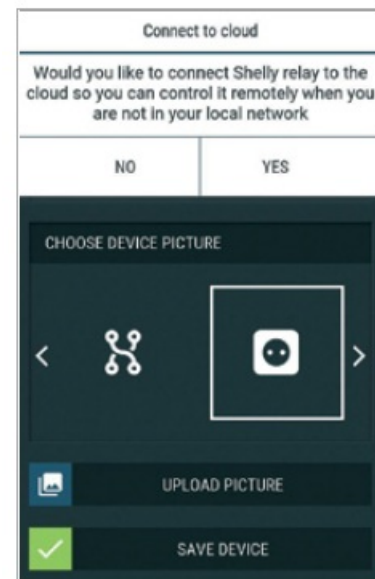 Connect to cloud
Would you like to connect Shelly relay to the
cloud so you can control it remotely when you
are not in your local network
NO
YES
CHOOSE DEVICE PICTURE
UPLOAD PICTURE
SAVE DEVICE